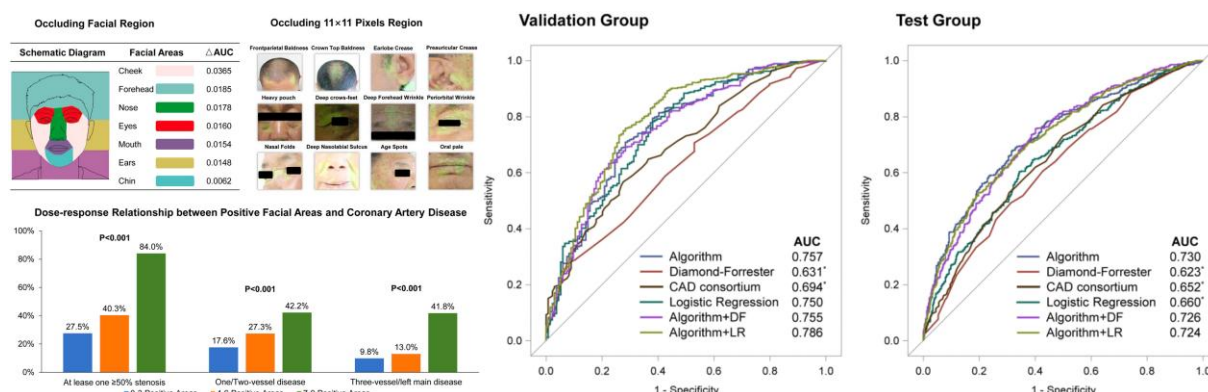 Occluding Facial Region
Schematic Diagram Facial Areas △AUC
Cheek 0.0365
Forehead 0.0185
Nose 0.0178
Eyes 0.0160
Mouth 0.0154
Ears 0.0148
Chin 0.0062
Occluding 11×11 Pixels Region
Frontparietal Baldness Crown Top Baldness Earlobe Crease Preauricular Crease
Heavy pouch Deep crows-feet Deep Forehead Wrinkle Periorbital Wrinkle
Nasal Folds Deep Nasolabial Sulcus Age Spots Oral pale
Dose-response Relationship between Positive Facial Areas and Coronary Artery Disease
100%
80%
60%
40%
20%
0%
P<0.001
27.5% 40.3% 84.0%
At lease one ≥50% stenosis
P<0.001
17.6% 27.3% 42.2%
One/Two-vessel disease
P<0.001
9.8% 13.0% 41.8%
Three-vessel/left main disease
Validation Group
Sensitivity
1.0
0.8
0.6
0.4
0.2
0.0
AUC
Algorithm 0.757
Diamond-Forrester 0.631*
CAD consortium 0.694*
Logistic Regression 0.750
Algorithm+DF 0.755
Algorithm+LR 0.786
0.0 0.2 0.4 0.6 0.8 1.0
1 - Specificity
Test Group
Sensitivity
1.0
0.8
0.6
0.4
0.2
0.0
AUC
Algorithm 0.730
Diamond-Forrester 0.623*
CAD consortium 0.652*
Logistic Regression 0.660*
Algorithm+DF 0.726
Algorithm+LR 0.724
0.0 0.2 0.4 0.6 0.8 1.0
1 - Specificity